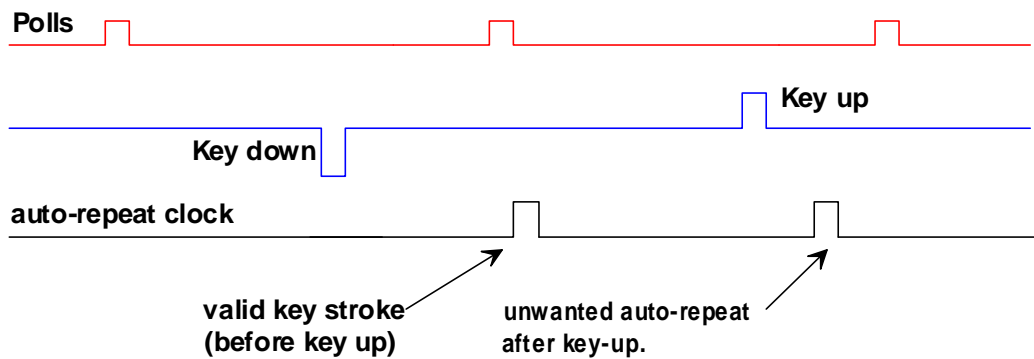 Polls
Key up
Key down
auto-repeat clock
valid key stroke
(before key up)
unwanted auto-repeat
after key-up.